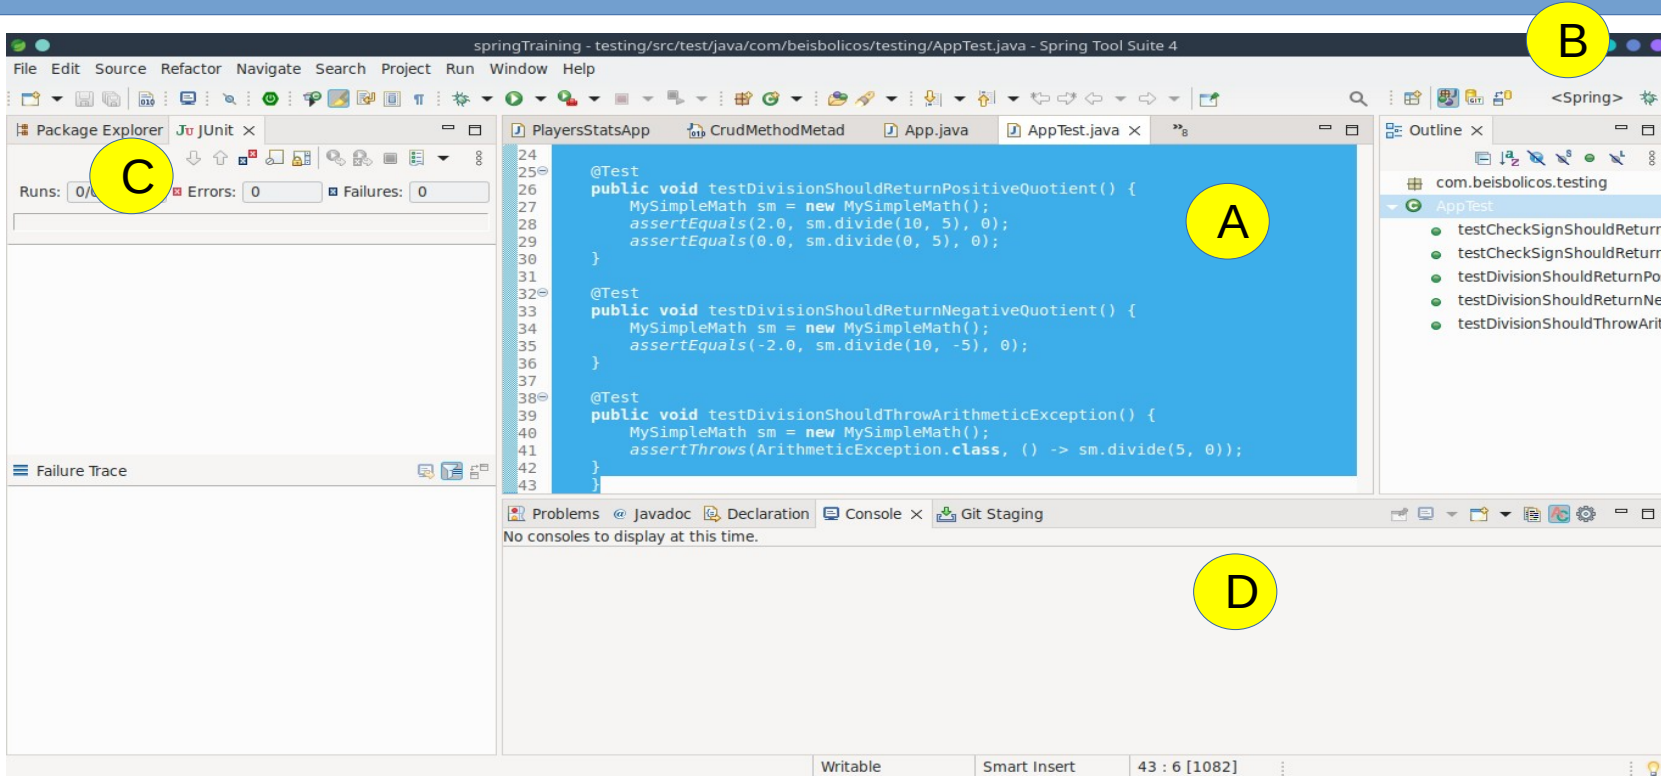 B
springTraining - testing/src/test/java/com/beisbolicos/testing/AppTest.java - Spring Tool Suite 4
File Edit Source Refactor Navigate Search Project Run Window Help
<Spring>
Package Explorer JUnit
PlayersStatsApp CrudMethodMetad App.java AppTest.java »8
Outline
C
Runs: 0/ Errors: 0 Failures: 0
24
25 @Test
26 public void testDivisionShouldReturnPositiveQuotient() {
27 MySimpleMath sm = new MySimpleMath();
28 assertEquals(2.0, sm.divide(10, 5), 0);
29 assertEquals(0.0, sm.divide(0, 5), 0);
30 }
31
32 @Test
33 public void testDivisionShouldReturnNegativeQuotient() {
34 MySimpleMath sm = new MySimpleMath();
35 assertEquals(-2.0, sm.divide(10, -5), 0);
36 }
37
38 @Test
39 public void testDivisionShouldThrowArithmeticException() {
40 MySimpleMath sm = new MySimpleMath();
41 assertThrows(ArithmeticException.class, () -> sm.divide(5, 0));
42 }
43 }
A
com.beisbolicos.testing
AppTest
testCheckSignShouldReturn
testCheckSignShouldReturn
testDivisionShouldReturnPo
testDivisionShouldReturnNe
testDivisionShouldThrowArit
Failure Trace
Problems @ Javadoc Declaration Console Git Staging
No consoles to display at this time.
D
Writable Smart Insert 43 : 6 [1082]